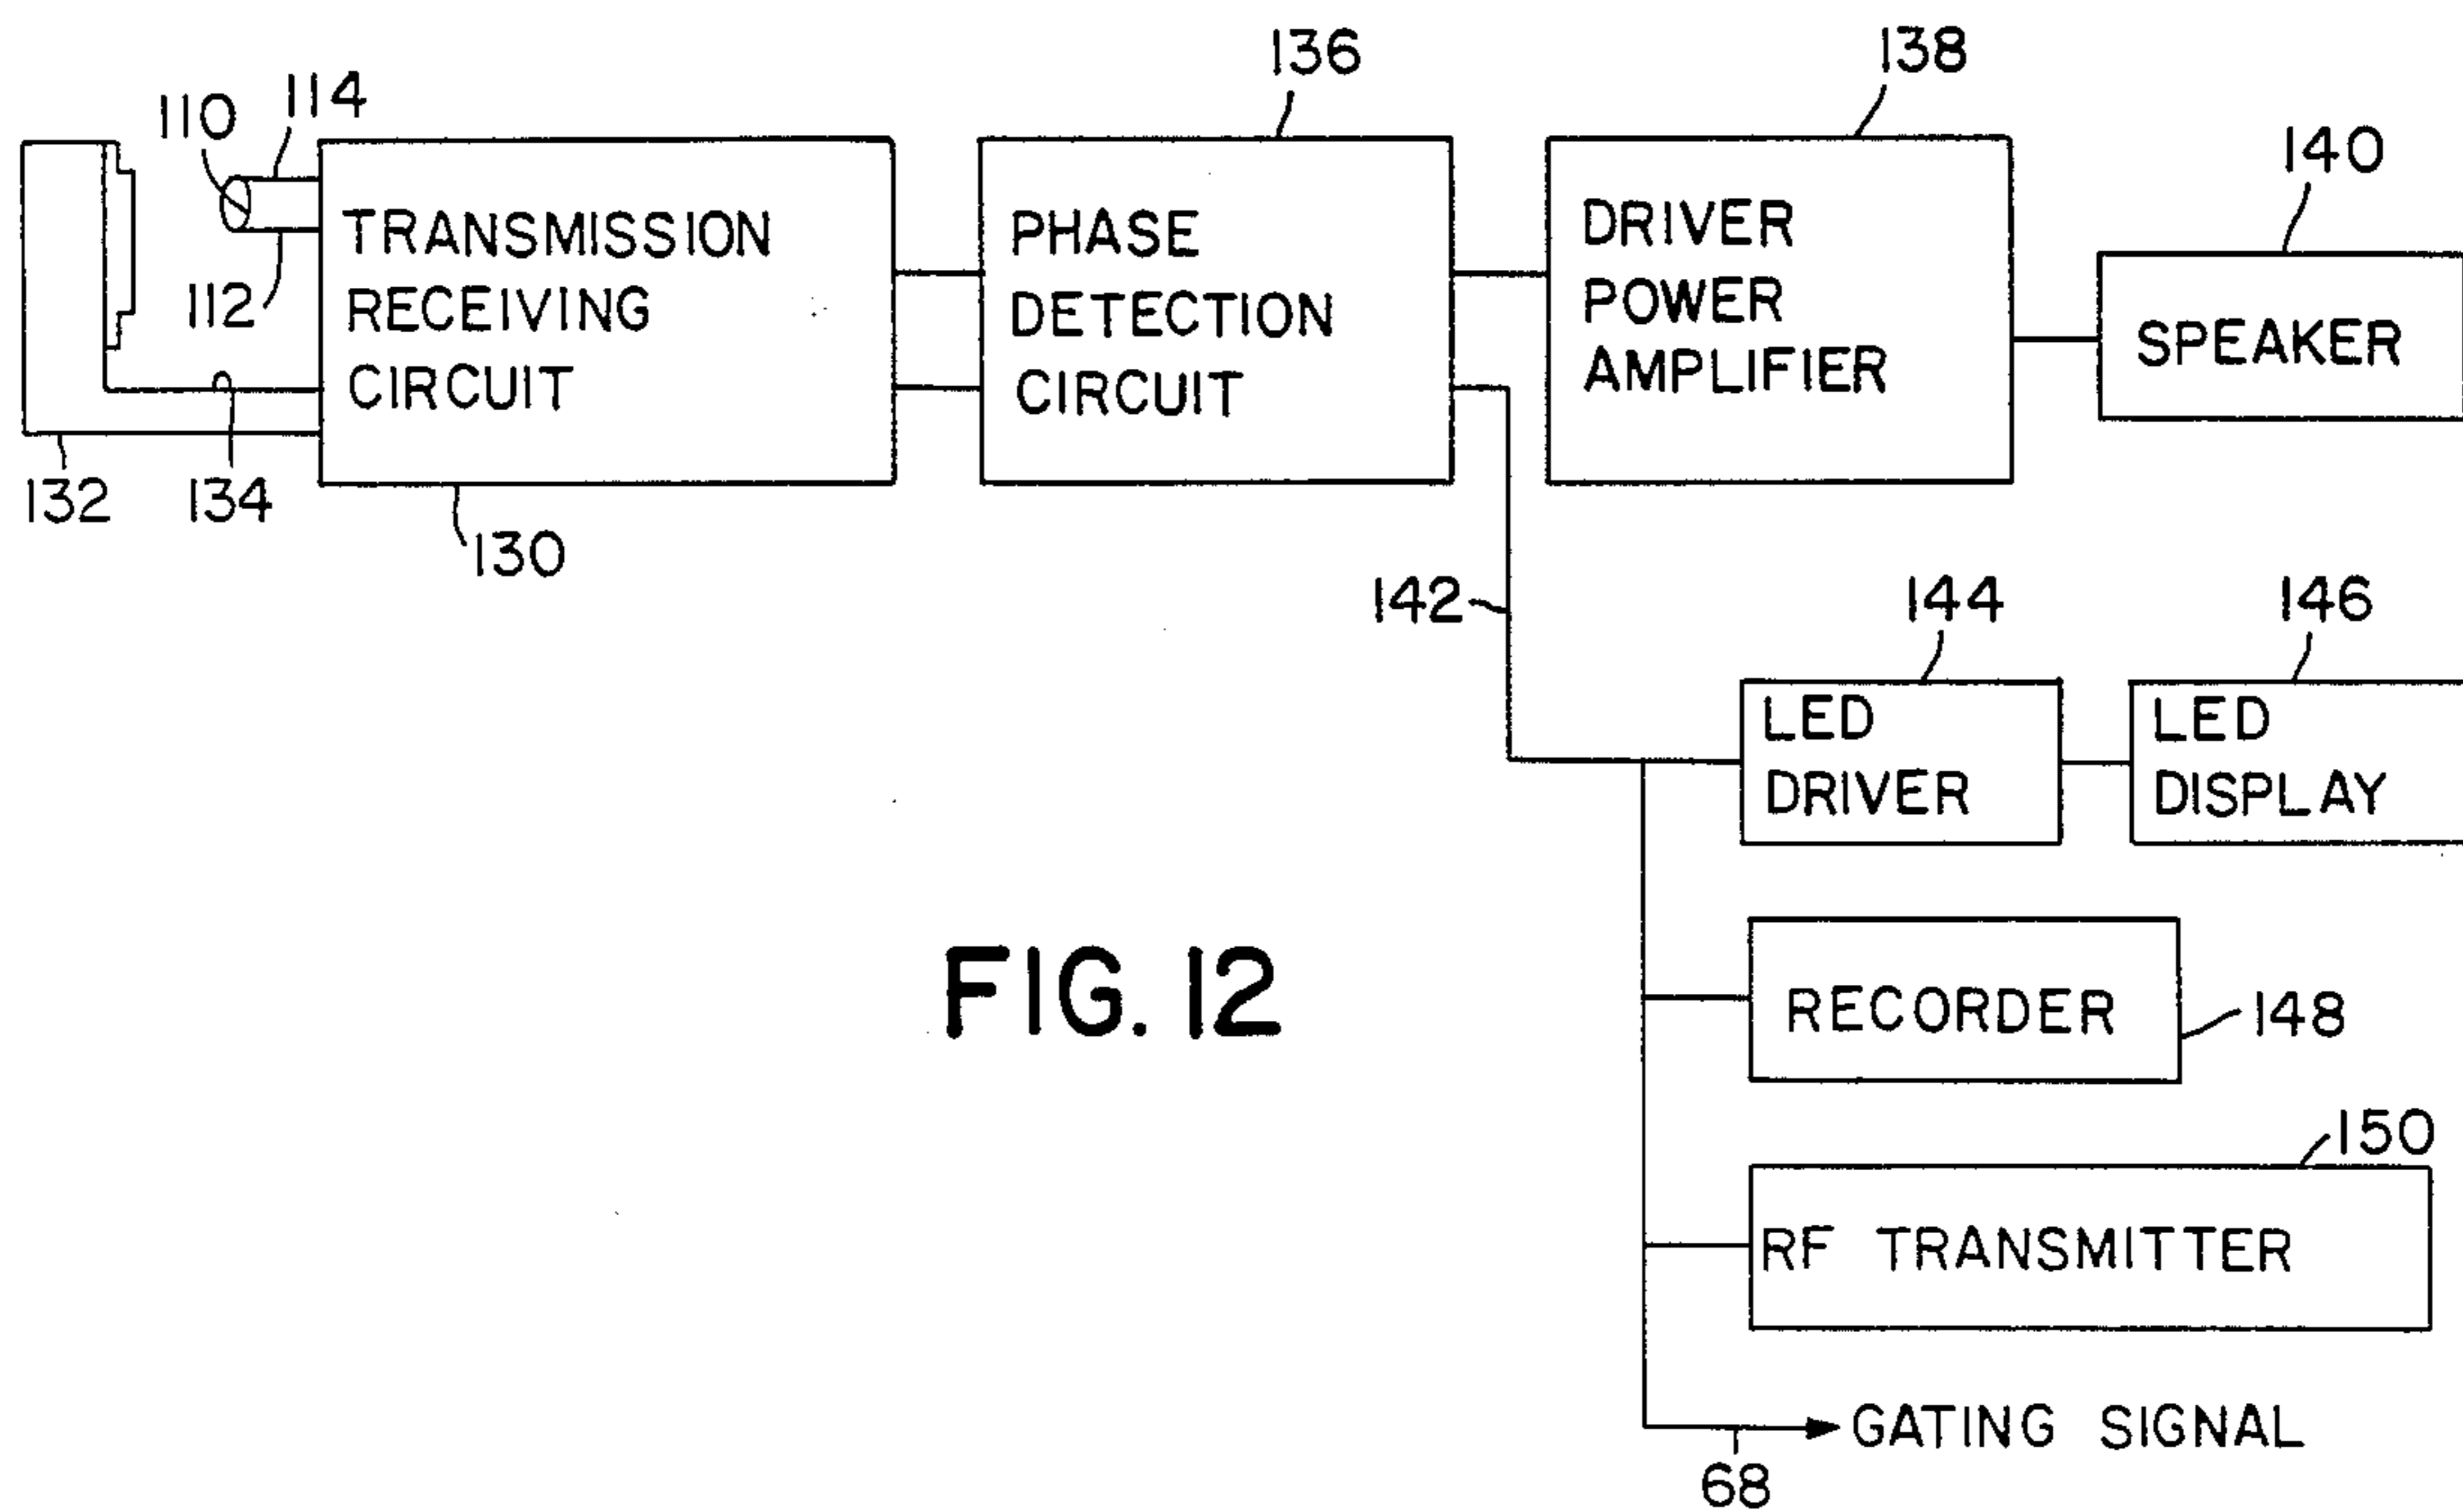 136
138
110
114
140
TRANSMISSION
RECEIVING
CIRCUIT
PHASE
DETECTION
CIRCUIT
DRIVER
POWER
AMPLIFIER
SPEAKER
112
132
134
130
142
144
146
LED
DRIVER
LED
DISPLAY
FIG. 12
RECORDER
148
150
RF TRANSMITTER
GATING SIGNAL
68